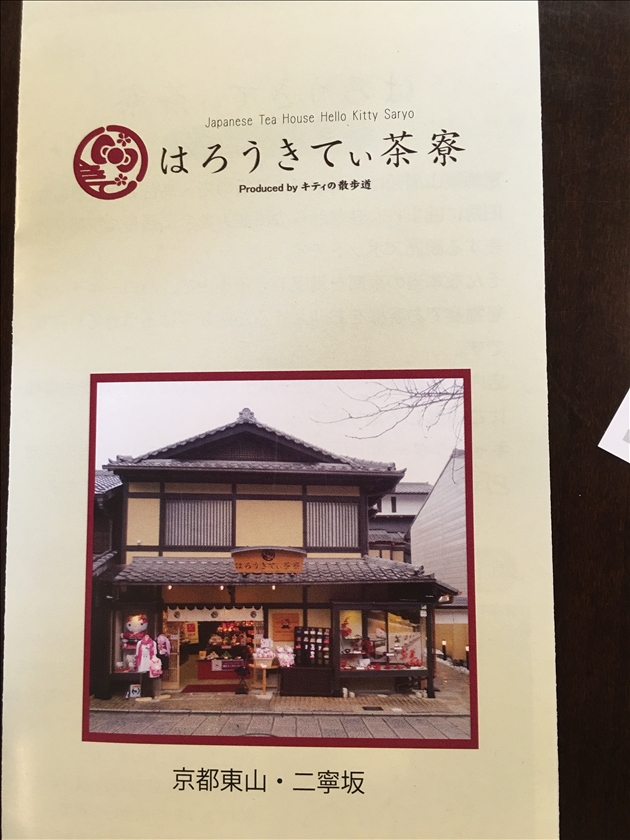 Japanese Tea House Hello Kitty Saryo
はろうきてぃ茶寮
Produced by キティの散歩道
はろうきてぃ茶寮
京都東山・二寧坂